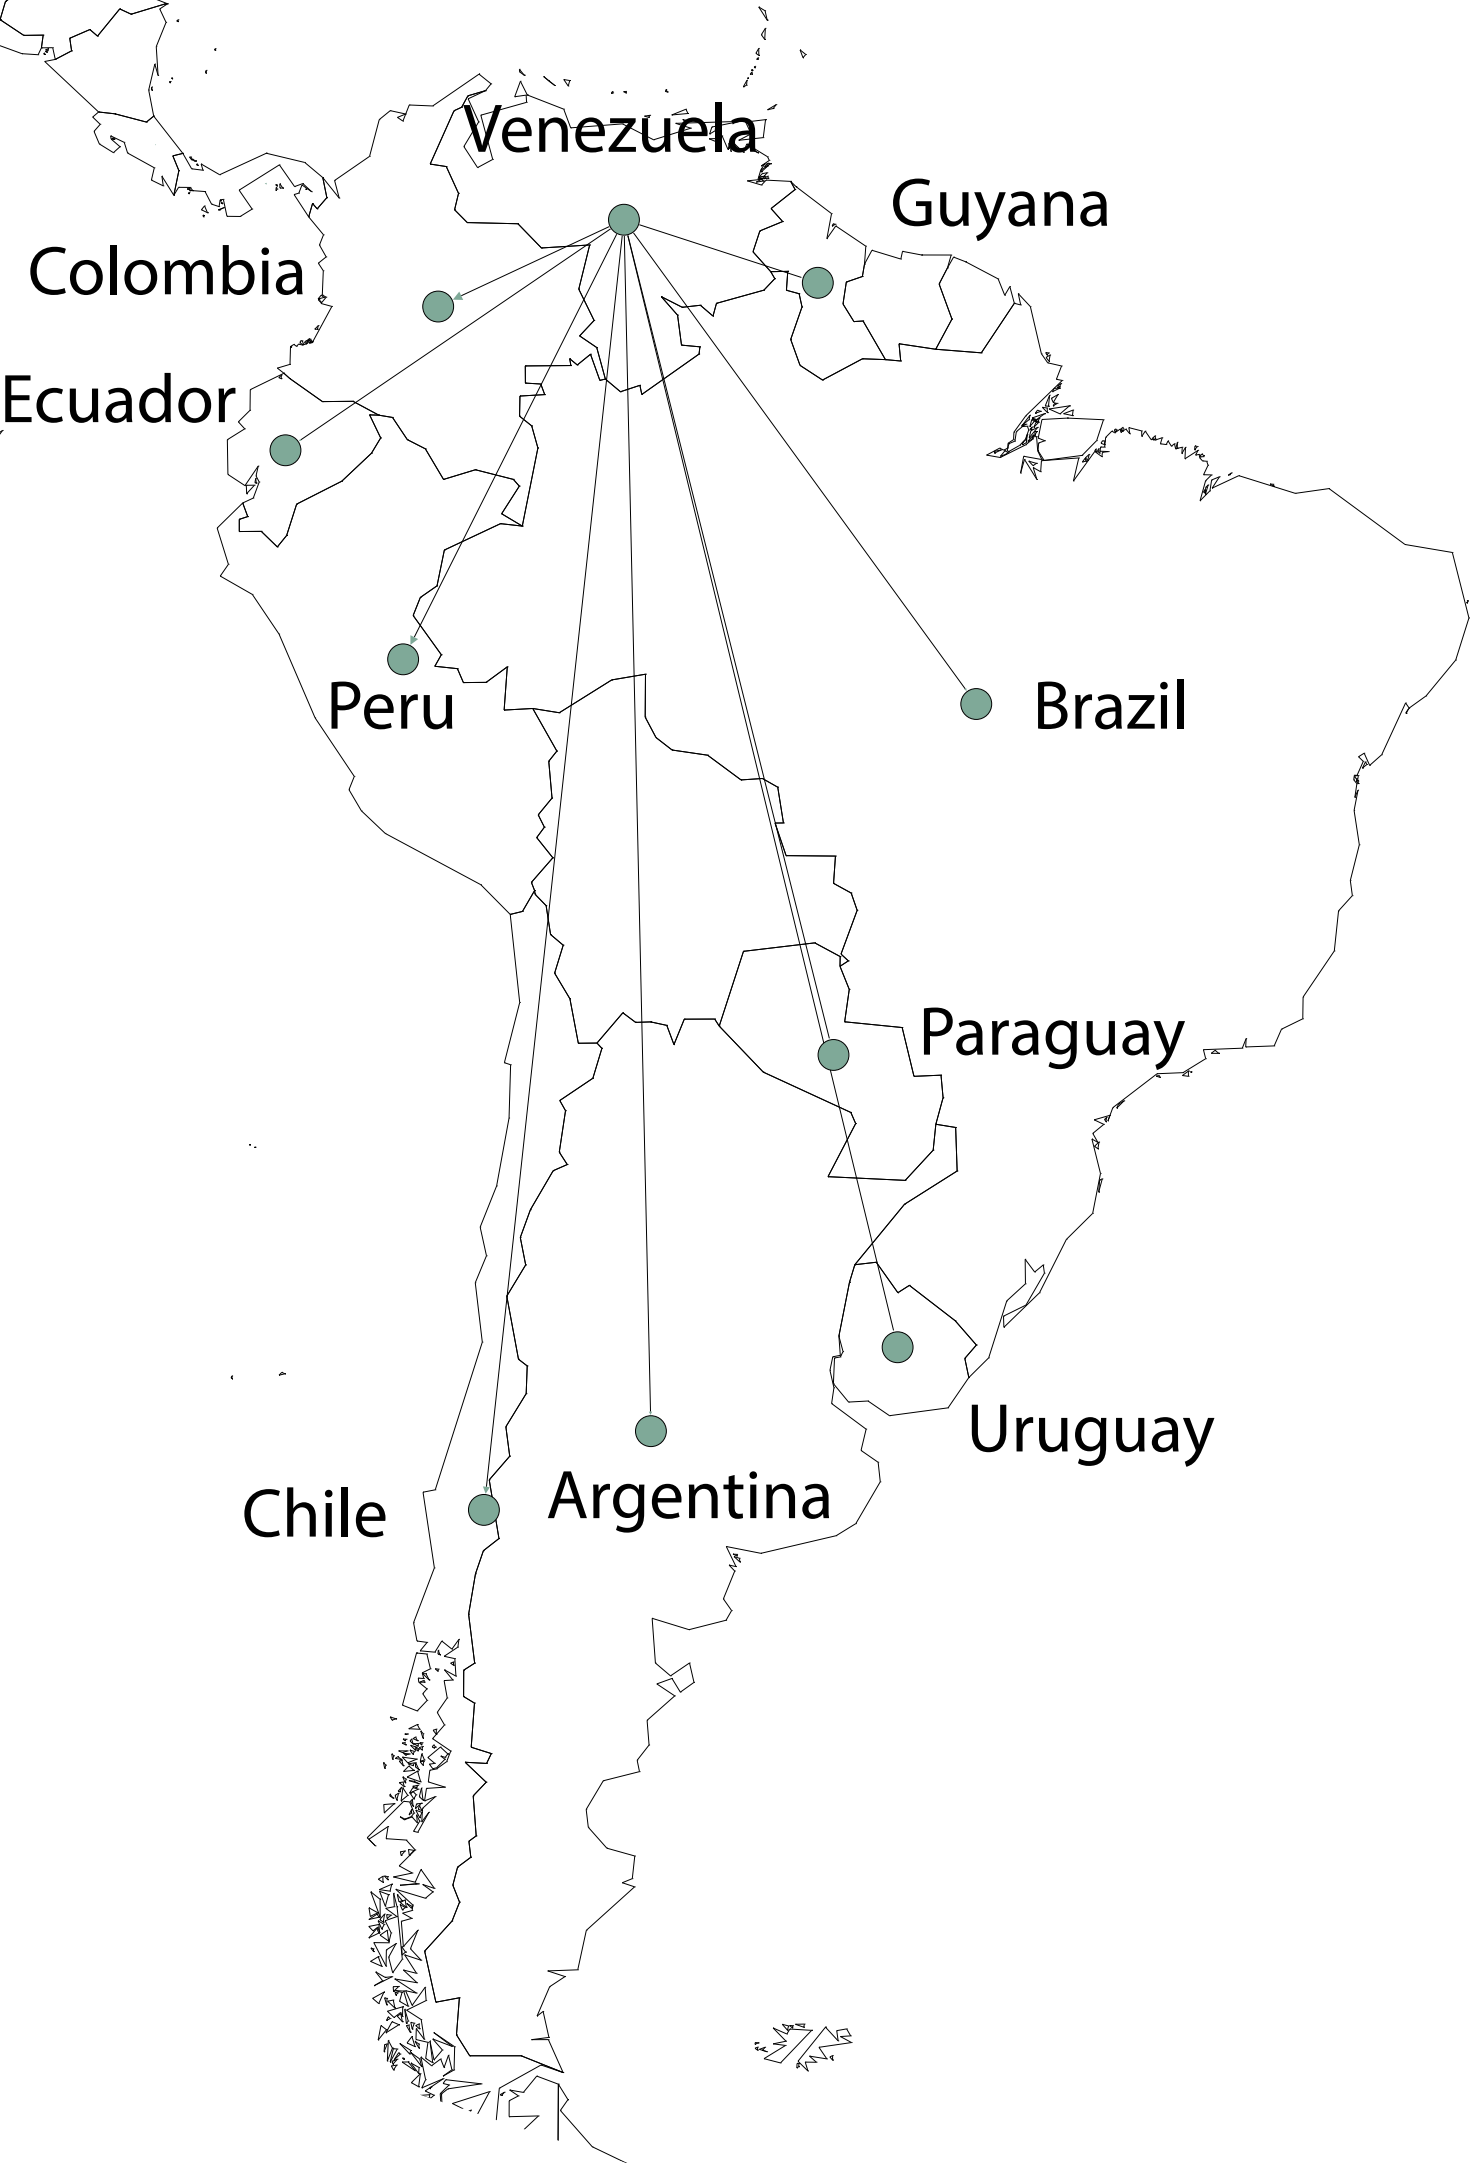 Venezuela
Guyana
Colombia
Ecuador
Peru
Brazil
Paraguay
Uruguay
Argentina
Chile